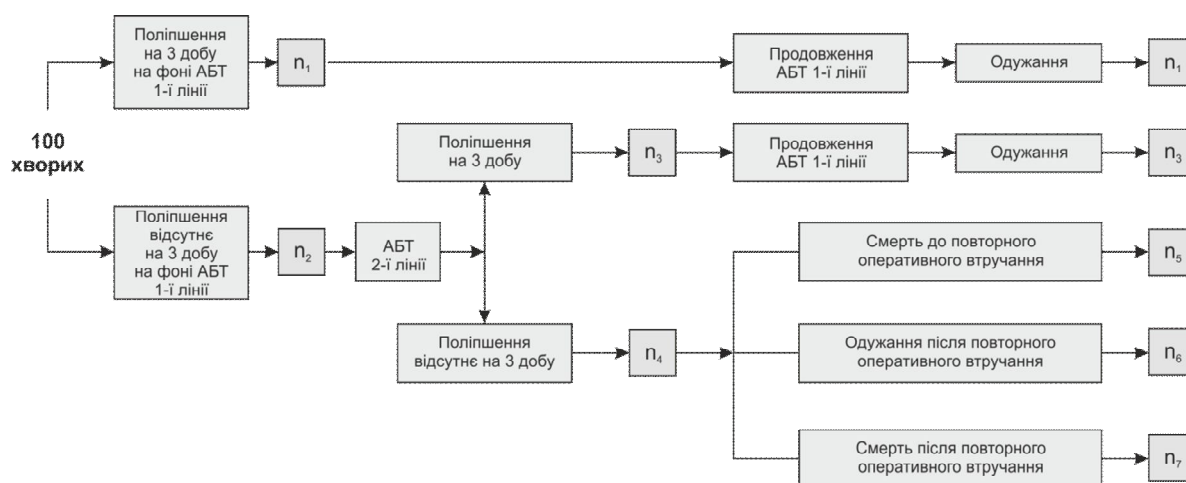 Поліпшення
на 3 добу
на фоні АБТ
1-ї лінії
n₁
Продовження
АБТ 1-ї лінії
Одужання
n₁
100
хворих
Поліпшення
на 3 добу
n₃
Продовження
АБТ 1-ї лінії
Одужання
n₃
Поліпшення
відсутнє
на 3 добу
на фоні АБТ
1-ї лінії
n₂
АБТ
2-ї лінії
Смерть до повторного
оперативного втручання
n₅
Поліпшення
відсутнє на 3 добу
n₄
Одужання після повторного
оперативного втручання
n₆
Смерть після повторного
оперативного втручання
n₇